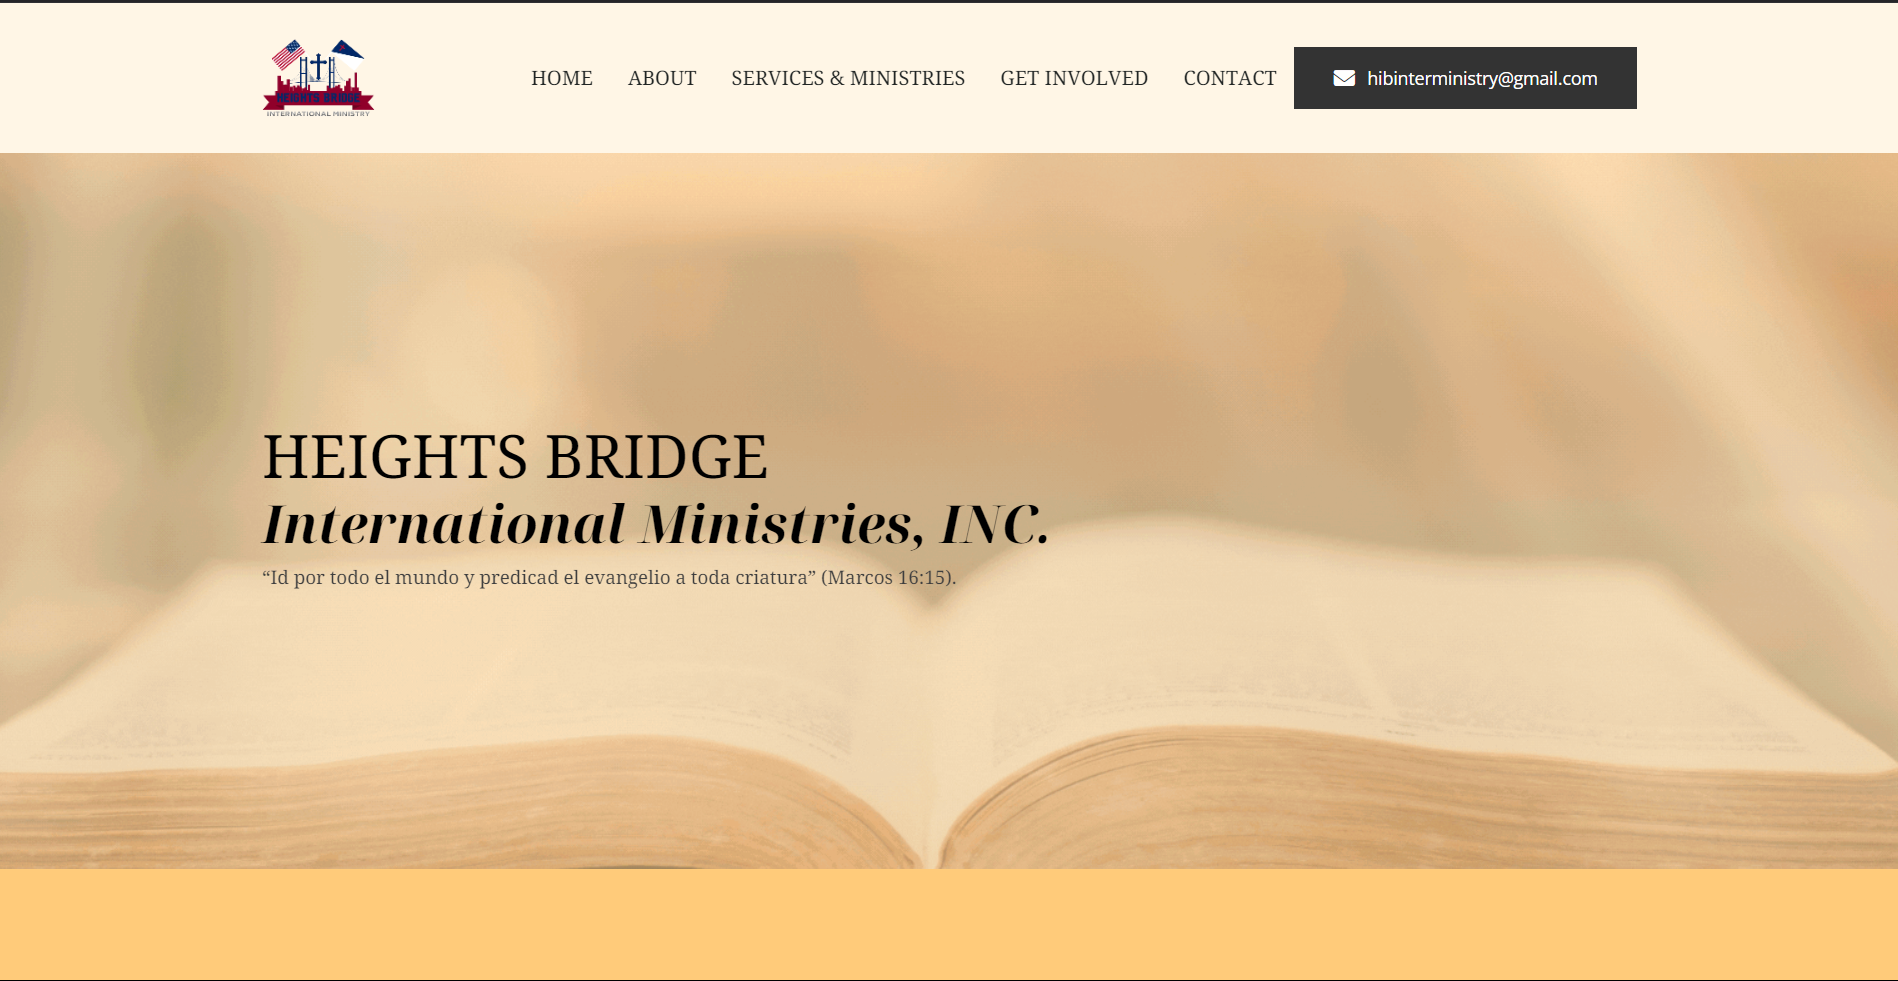 HEIGHTS BRIDGE
INTERNATIONAL MINISTRY
HOME
ABOUT
SERVICES & MINISTRIES
GET INVOLVED
CONTACT
hibinterministry@gmail.com
HEIGHTS BRIDGE
International Ministries, INC.
“Id por todo el mundo y predicad el evangelio a toda criatura” (Marcos 16:15).